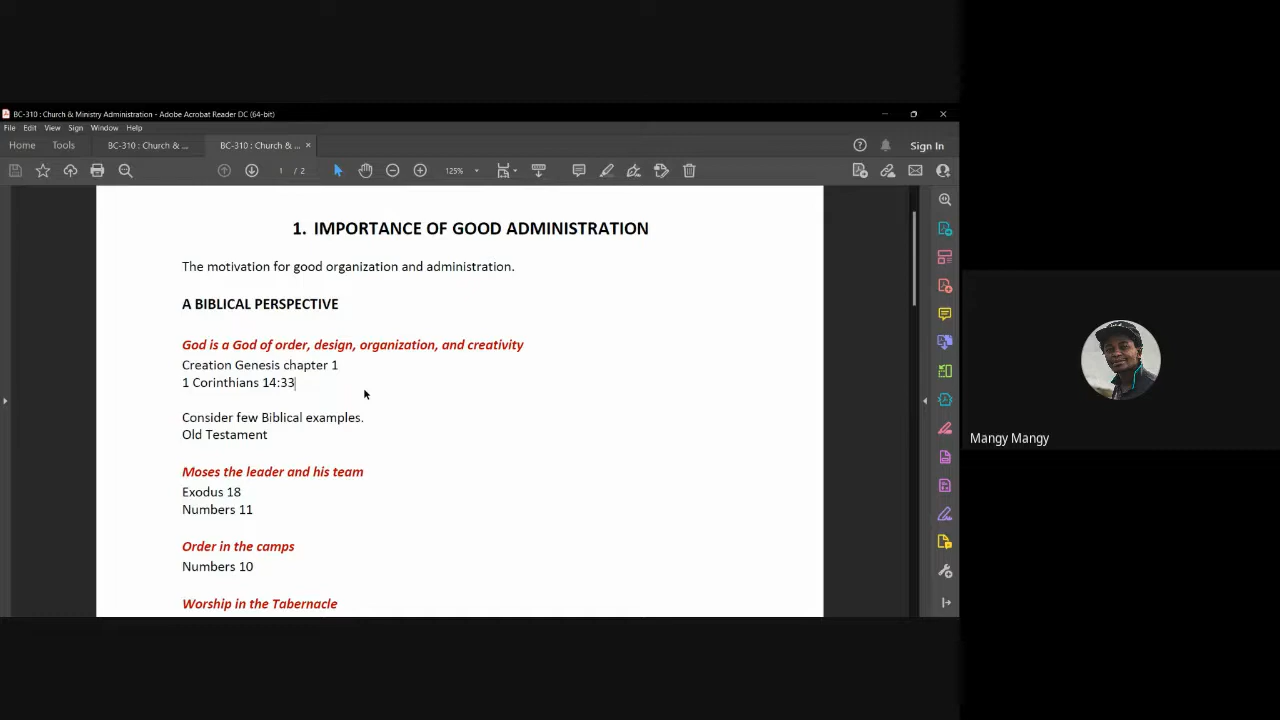 BC-310 : Church & Ministry Administration - Adobe Acrobat Reader DC (64-bit)
File Edit View Sign Window Help
Home Tools BC-310 : Church & ... BC-310 : Church & ... × Sign In
1 / 2 125%
1. IMPORTANCE OF GOOD ADMINISTRATION
The motivation for good organization and administration.
A BIBLICAL PERSPECTIVE
God is a God of order, design, organization, and creativity
Creation Genesis chapter 1
1 Corinthians 14:33
Consider few Biblical examples.
Old Testament
Moses the leader and his team
Exodus 18
Numbers 11
Order in the camps
Numbers 10
Worship in the Tabernacle
Mangy Mangy